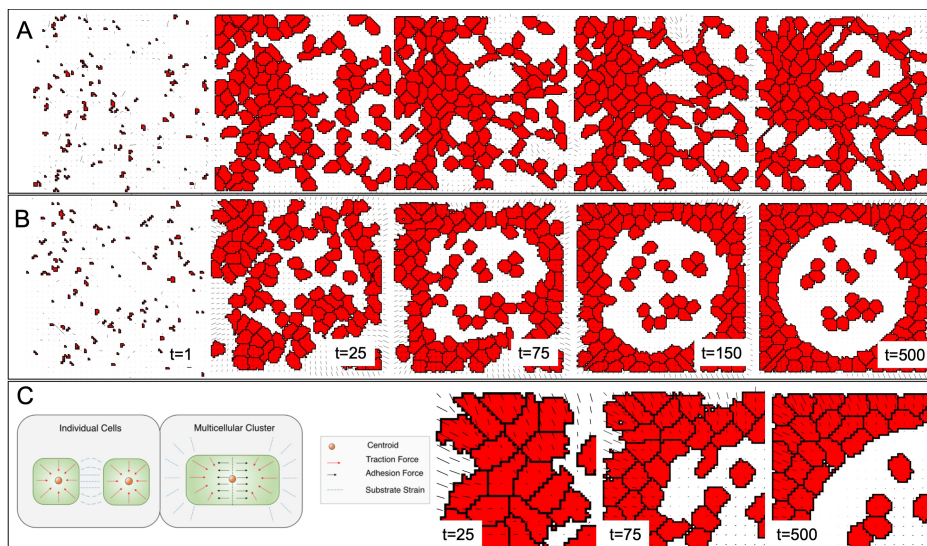 A
B
t=1
t=25
t=75
t=150
t=500
C
Individual Cells
Multicellular Cluster
Centroid
Traction Force
Adhesion Force
Substrate Strain
t=25
t=75
t=500